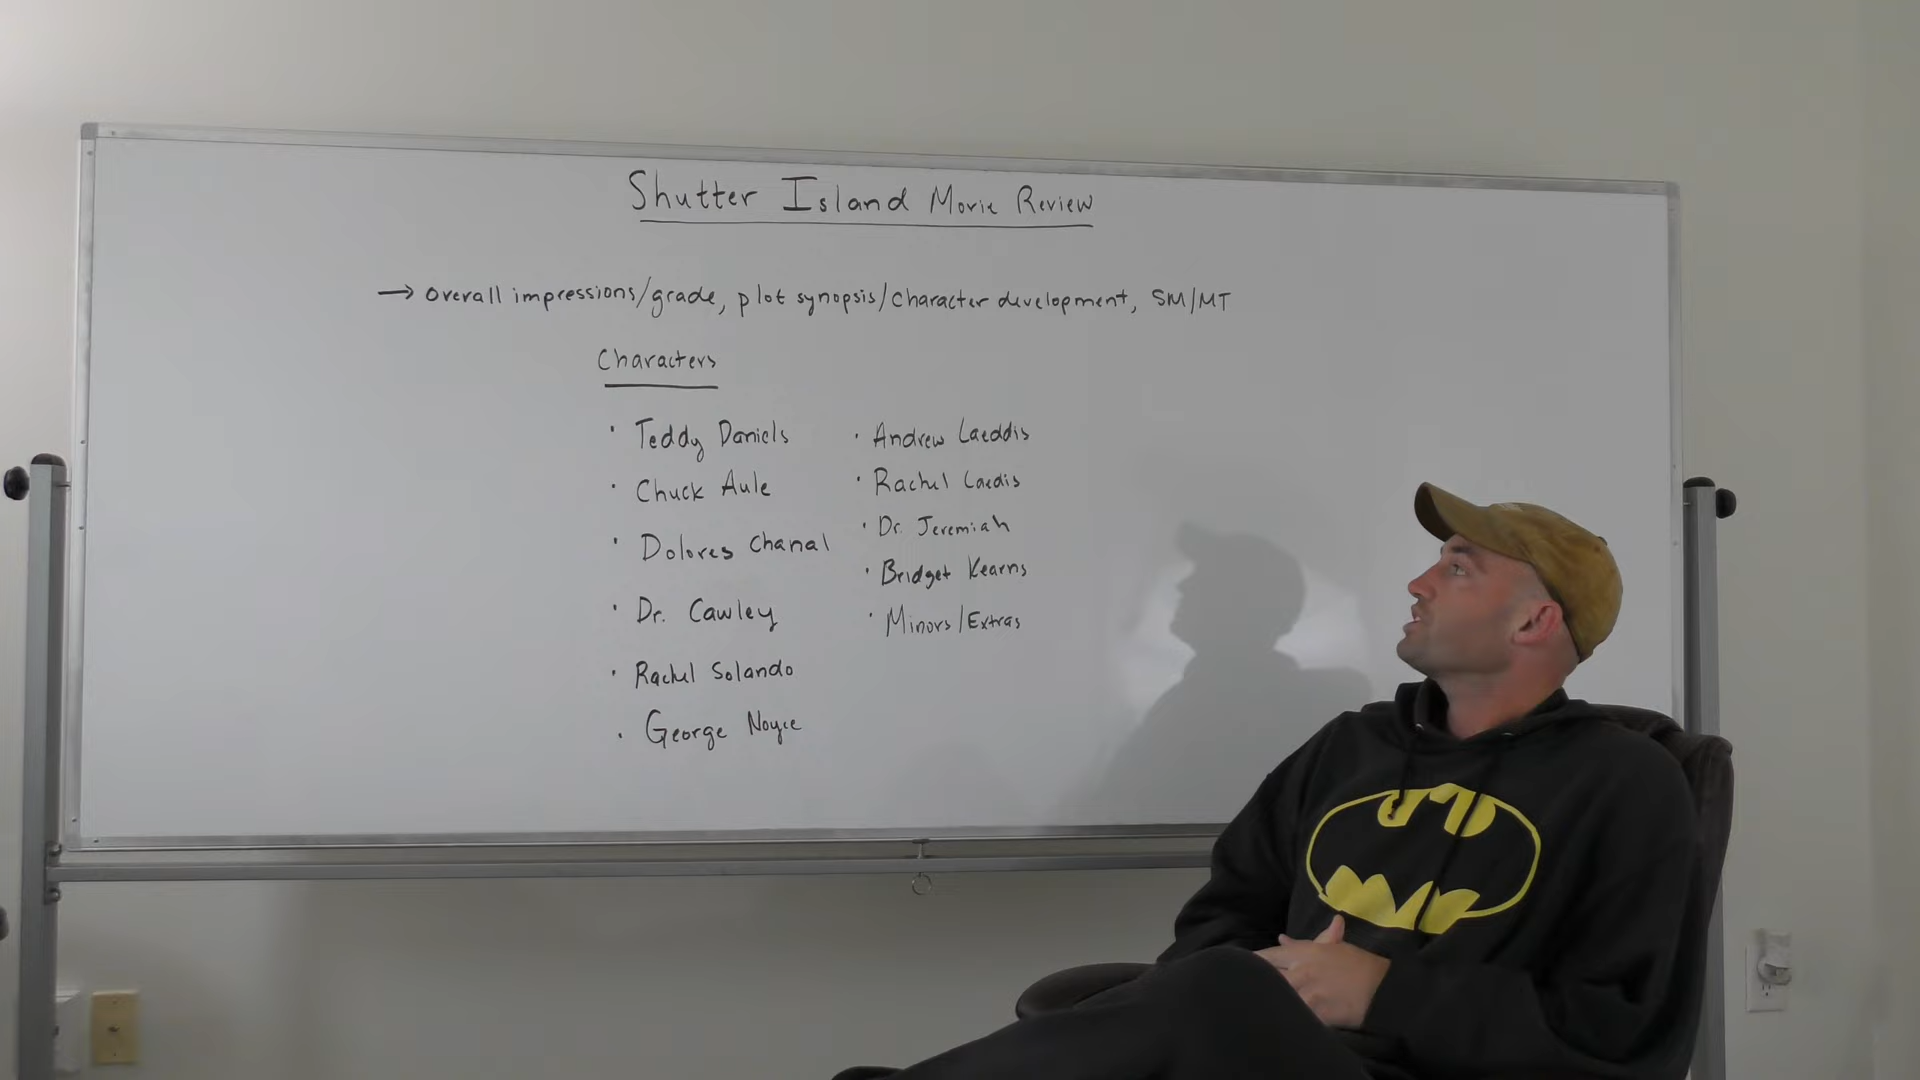 Shutter Island Movie Review
→ Overall impressions/grade, plot synopsis/character development, SM/MT
Characters
· Teddy Daniels
· Chuck Aule
· Dolores Chanal
· Dr. Cawley
· Rachel Solando
· George Noyce
· Andrew Laeddis
· Rachel Laedis
· Dr. Jeremiah
· Bridget Kearns
· Minors/Extras